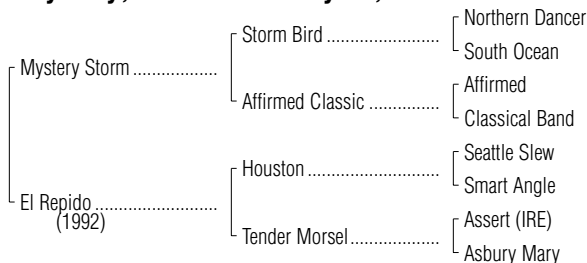 Northern Dancer
Storm Bird ........................
South Ocean
Mystery Storm ..................
Affirmed
Affirmed Classic ...............
Classical Band
Seattle Slew
Houston ............................
Smart Angle
El Repido ..........................
(1992)
Assert (IRE)
Tender Morsel...................
Asbury Mary